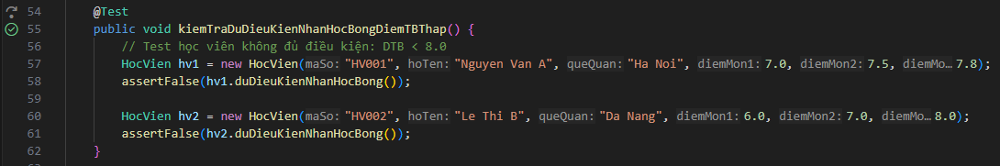 54 @Test
55 public void kiemTraDuDieuKienNhanHocBongDiemTBThap() {
56 // Test học viên không đủ điều kiện: DTB < 8.0
57 HocVien hv1 = new HocVien(maSo: "HV001", hoTen: "Nguyen Van A", queQuan: "Ha Noi", diemMon1: 7.0, diemMon2: 7.5, diemMo… 7.8);
58 assertFalse(hv1.duDieuKienNhanHocBong());
59
60 HocVien hv2 = new HocVien(maSo: "HV002", hoTen: "Le Thi B", queQuan: "Da Nang", diemMon1: 6.0, diemMon2: 7.0, diemMo… 8.0);
61 assertFalse(hv2.duDieuKienNhanHocBong());
62 }